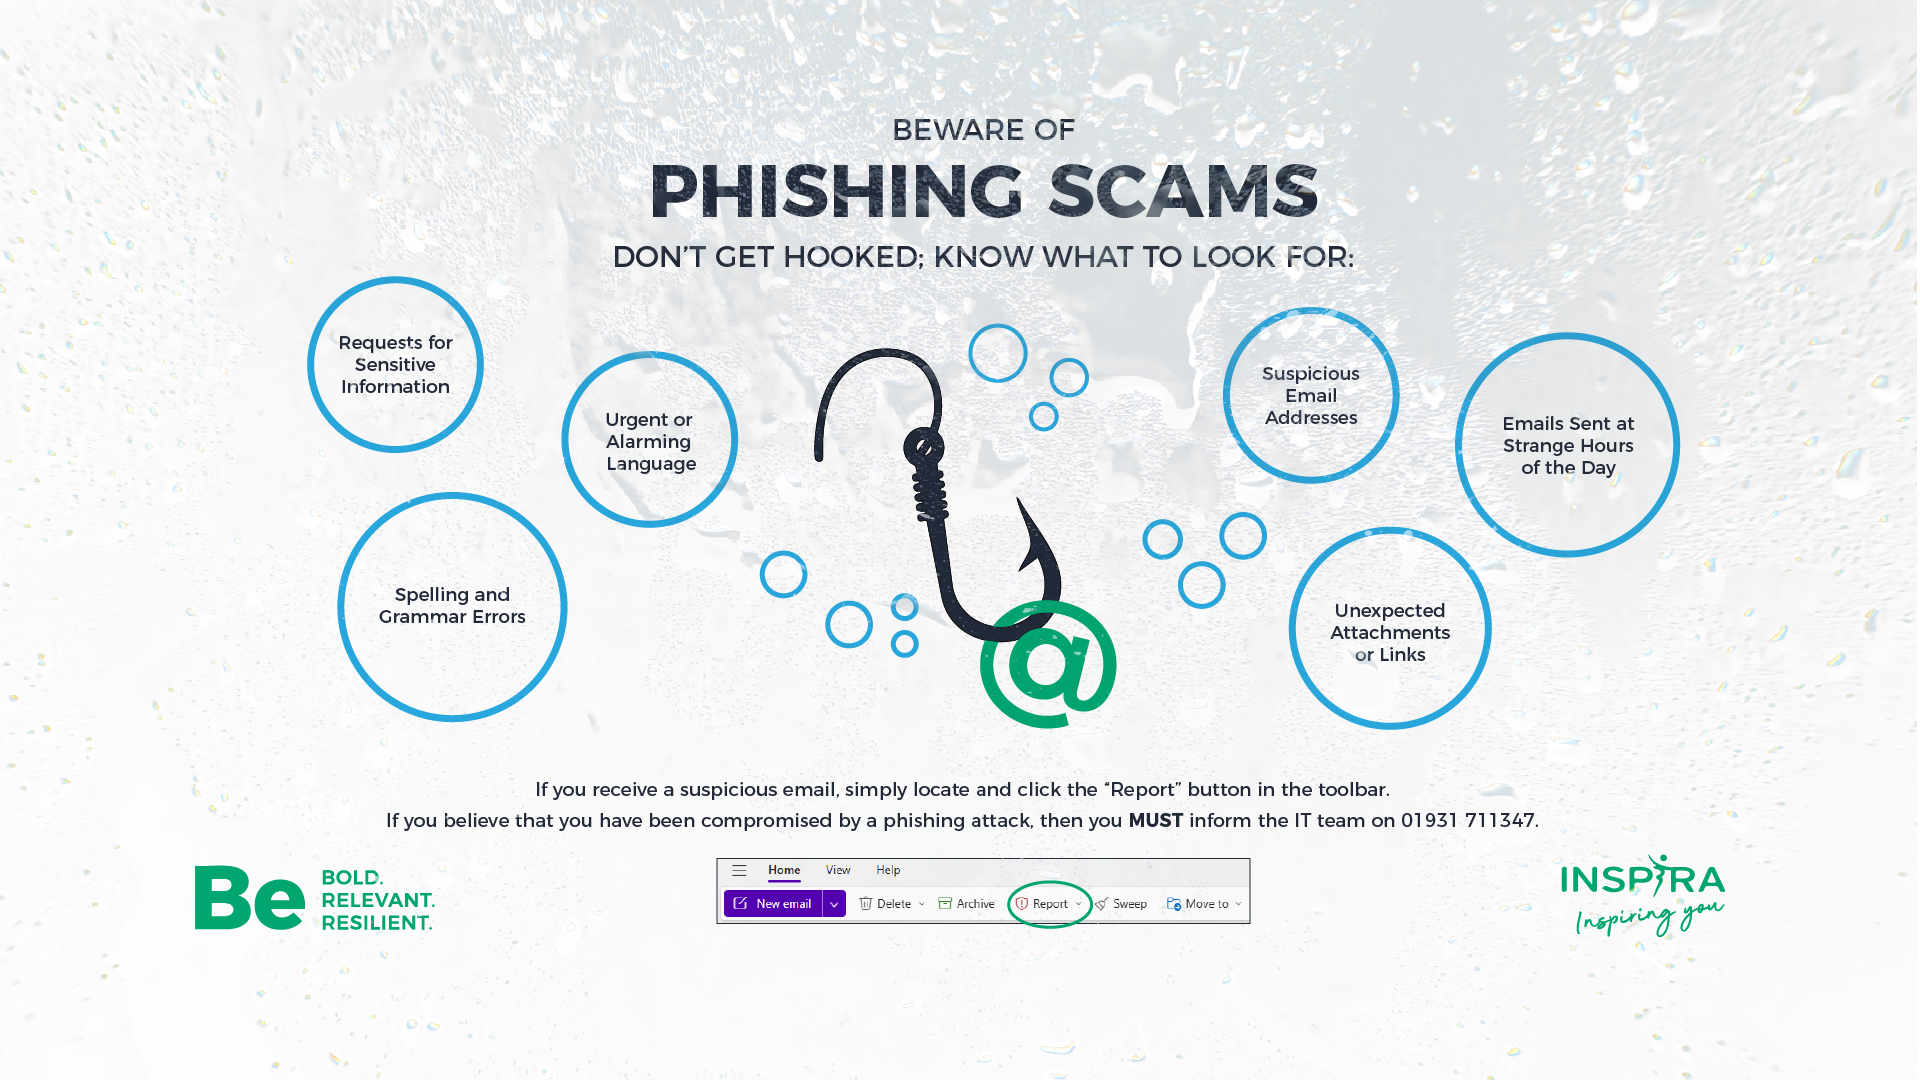 BEWARE OF
PHISHING SCAMS
DON'T GET HOOKED; KNOW WHAT TO LOOK FOR:
Requests for
Sensitive
Information
Urgent or
Alarming
Language
Spelling and
Grammar Errors
Suspicious
Email
Addresses
Emails Sent at
Strange Hours
of the Day
Unexpected
Attachments
or Links
@
If you receive a suspicious email, simply locate and click the “Report” button in the toolbar.
If you believe that you have been compromised by a phishing attack, then you MUST inform the IT team on 01931 711347.
Be
BOLD.
RELEVANT.
RESILIENT.
Home View Help
New email Delete Archive Report Sweep Move to
INSPIRA
Inspiring you